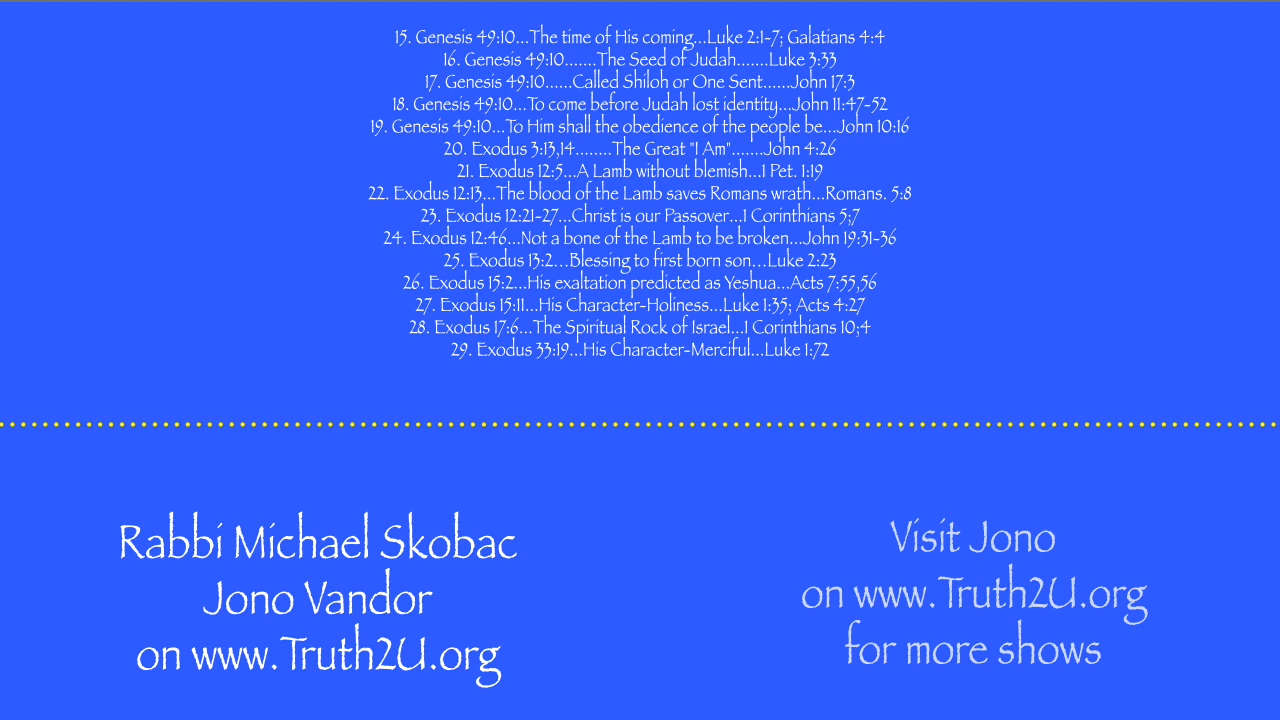 15. Genesis 49:10...The time of His coming...Luke 2:1-7; Galatians 4:4
16. Genesis 49:10.......The Seed of Judah.......Luke 3:33
17. Genesis 49:10......Called Shiloh or One Sent......John 17:3
18. Genesis 49:10...To come before Judah lost identity...John 11:47-52
19. Genesis 49:10...To Him shall the obedience of the people be...John 10:16
20. Exodus 3:13,14........The Great "I Am".......John 4:26
21. Exodus 12:5...A Lamb without blemish...1 Pet. 1:19
22. Exodus 12:13...The blood of the Lamb saves Romans wrath...Romans. 5:8
23. Exodus 12:21-27...Christ is our Passover...1 Corinthians 5;7
24. Exodus 12:46...Not a bone of the Lamb to be broken...John 19:31-36
25. Exodus 13:2...Blessing to first born son...Luke 2:23
26. Exodus 15:2...His exaltation predicted as Yeshua...Acts 7:55,56
27. Exodus 15:11...His Character-Holiness...Luke 1:35; Acts 4:27
28. Exodus 17:6...The Spiritual Rock of Israel...1 Corinthians 10;4
29. Exodus 33:19...His Character-Merciful...Luke 1:72
Rabbi Michael Skobac
Jono Vandor
on www.Truth2U.org
Visit Jono
on www.Truth2U.org
for more shows